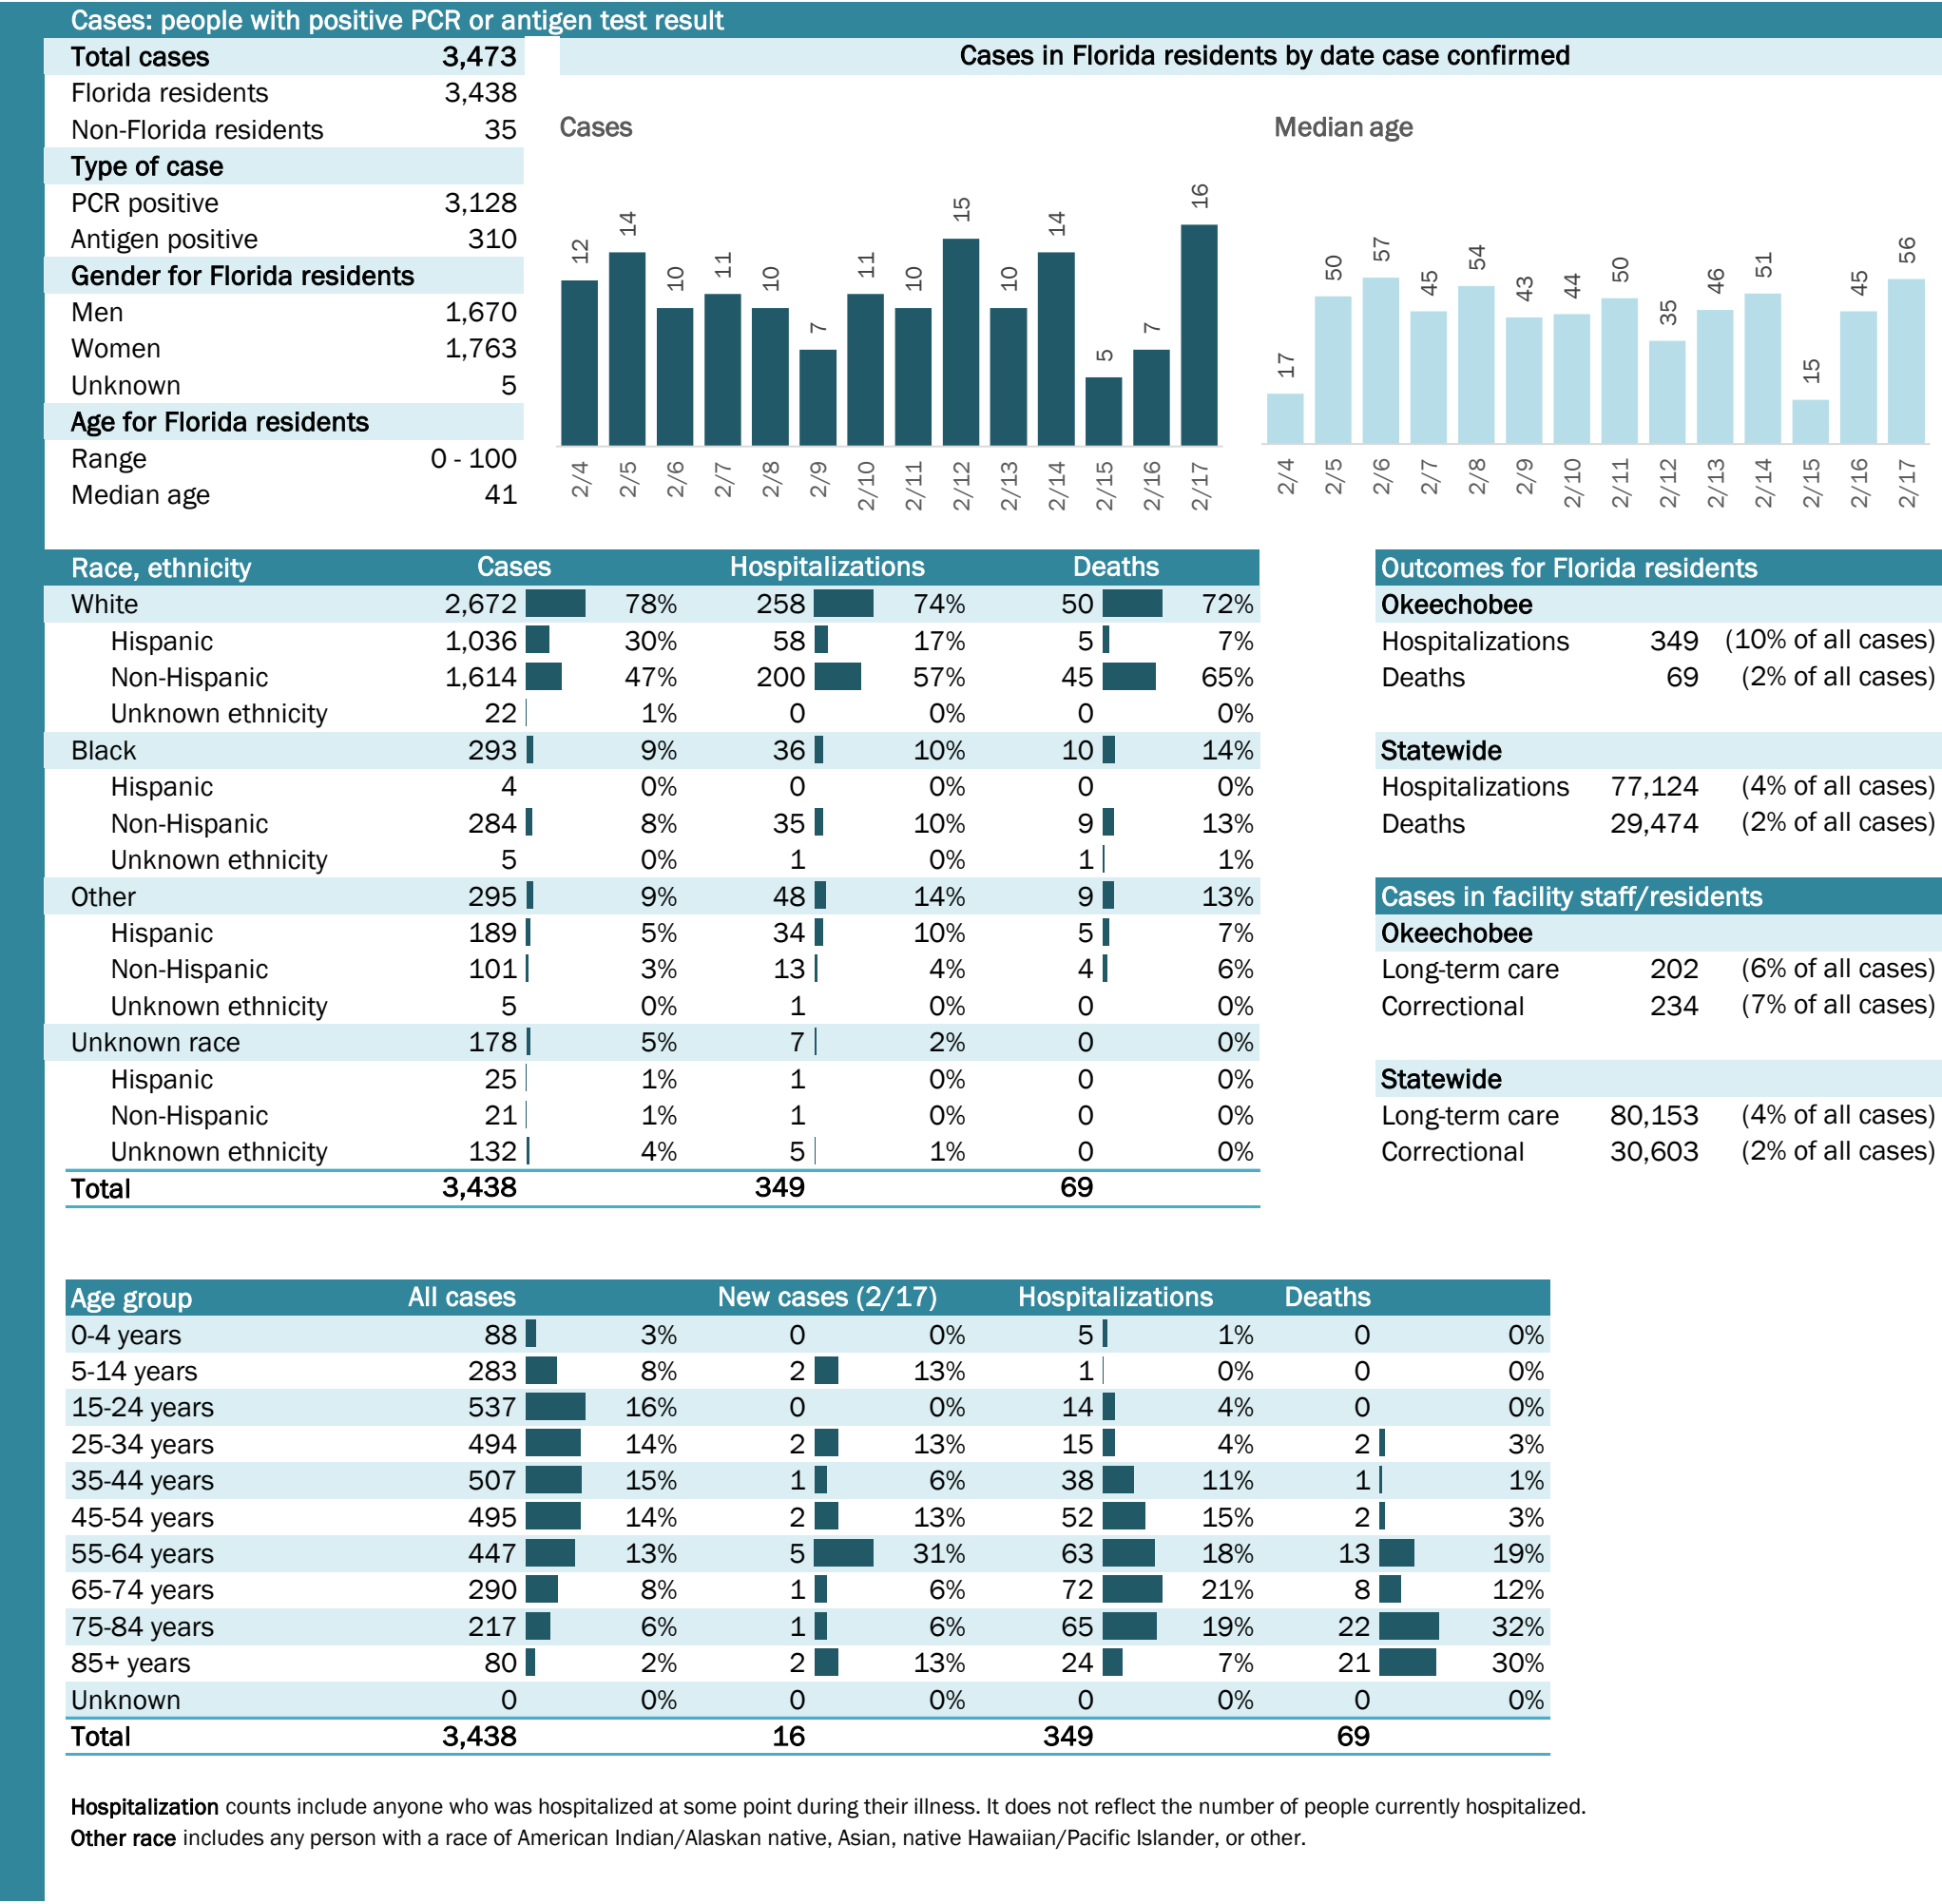 Cases: people with positive PCR or antigen test result
Total cases 3,473
Florida residents 3,438
Non-Florida residents 35
Type of case
PCR positive 3,128
Antigen positive 310
Gender for Florida residents
Men 1,670
Women 1,763
Unknown 5
Age for Florida residents
Range 0 - 100
Median age 41
Cases in Florida residents by date case confirmed
Cases
12 14 10 11 10 7 11 10 15 10 14 5 7 16
2/4 2/5 2/6 2/7 2/8 2/9 2/10 2/11 2/12 2/13 2/14 2/15 2/16 2/17
Median age
17 50 57 45 54 43 44 50 35 46 51 15 45 56
2/4 2/5 2/6 2/7 2/8 2/9 2/10 2/11 2/12 2/13 2/14 2/15 2/16 2/17
Race, ethnicity Cases Hospitalizations Deaths
White 2,672 78% 258 74% 50 72%
Hispanic 1,036 30% 58 17% 5 7%
Non-Hispanic 1,614 47% 200 57% 45 65%
Unknown ethnicity 22 1% 0 0% 0 0%
Black 293 9% 36 10% 10 14%
Hispanic 4 0% 0 0% 0 0%
Non-Hispanic 284 8% 35 10% 9 13%
Unknown ethnicity 5 0% 1 0% 1 1%
Other 295 9% 48 14% 9 13%
Hispanic 189 5% 34 10% 5 7%
Non-Hispanic 101 3% 13 4% 4 6%
Unknown ethnicity 5 0% 1 0% 0 0%
Unknown race 178 5% 7 2% 0 0%
Hispanic 25 1% 1 0% 0 0%
Non-Hispanic 21 1% 1 0% 0 0%
Unknown ethnicity 132 4% 5 1% 0 0%
Total 3,438 349 69
Outcomes for Florida residents
Okeechobee
Hospitalizations 349 (10% of all cases)
Deaths 69 (2% of all cases)
Statewide
Hospitalizations 77,124 (4% of all cases)
Deaths 29,474 (2% of all cases)
Cases in facility staff/residents
Okeechobee
Long-term care 202 (6% of all cases)
Correctional 234 (7% of all cases)
Statewide
Long-term care 80,153 (4% of all cases)
Correctional 30,603 (2% of all cases)
Age group All cases New cases (2/17) Hospitalizations Deaths
0-4 years 88 3% 0 0% 5 1% 0 0%
5-14 years 283 8% 2 13% 1 0% 0 0%
15-24 years 537 16% 0 0% 14 4% 0 0%
25-34 years 494 14% 2 13% 15 4% 2 3%
35-44 years 507 15% 1 6% 38 11% 1 1%
45-54 years 495 14% 2 13% 52 15% 2 3%
55-64 years 447 13% 5 31% 63 18% 13 19%
65-74 years 290 8% 1 6% 72 21% 8 12%
75-84 years 217 6% 1 6% 65 19% 22 32%
85+ years 80 2% 2 13% 24 7% 21 30%
Unknown 0 0% 0 0% 0 0% 0 0%
Total 3,438 16 349 69
Hospitalization counts include anyone who was hospitalized at some point during their illness. It does not reflect the number of people currently hospitalized.
Other race includes any person with a race of American Indian/Alaskan native, Asian, native Hawaiian/Pacific Islander, or other.